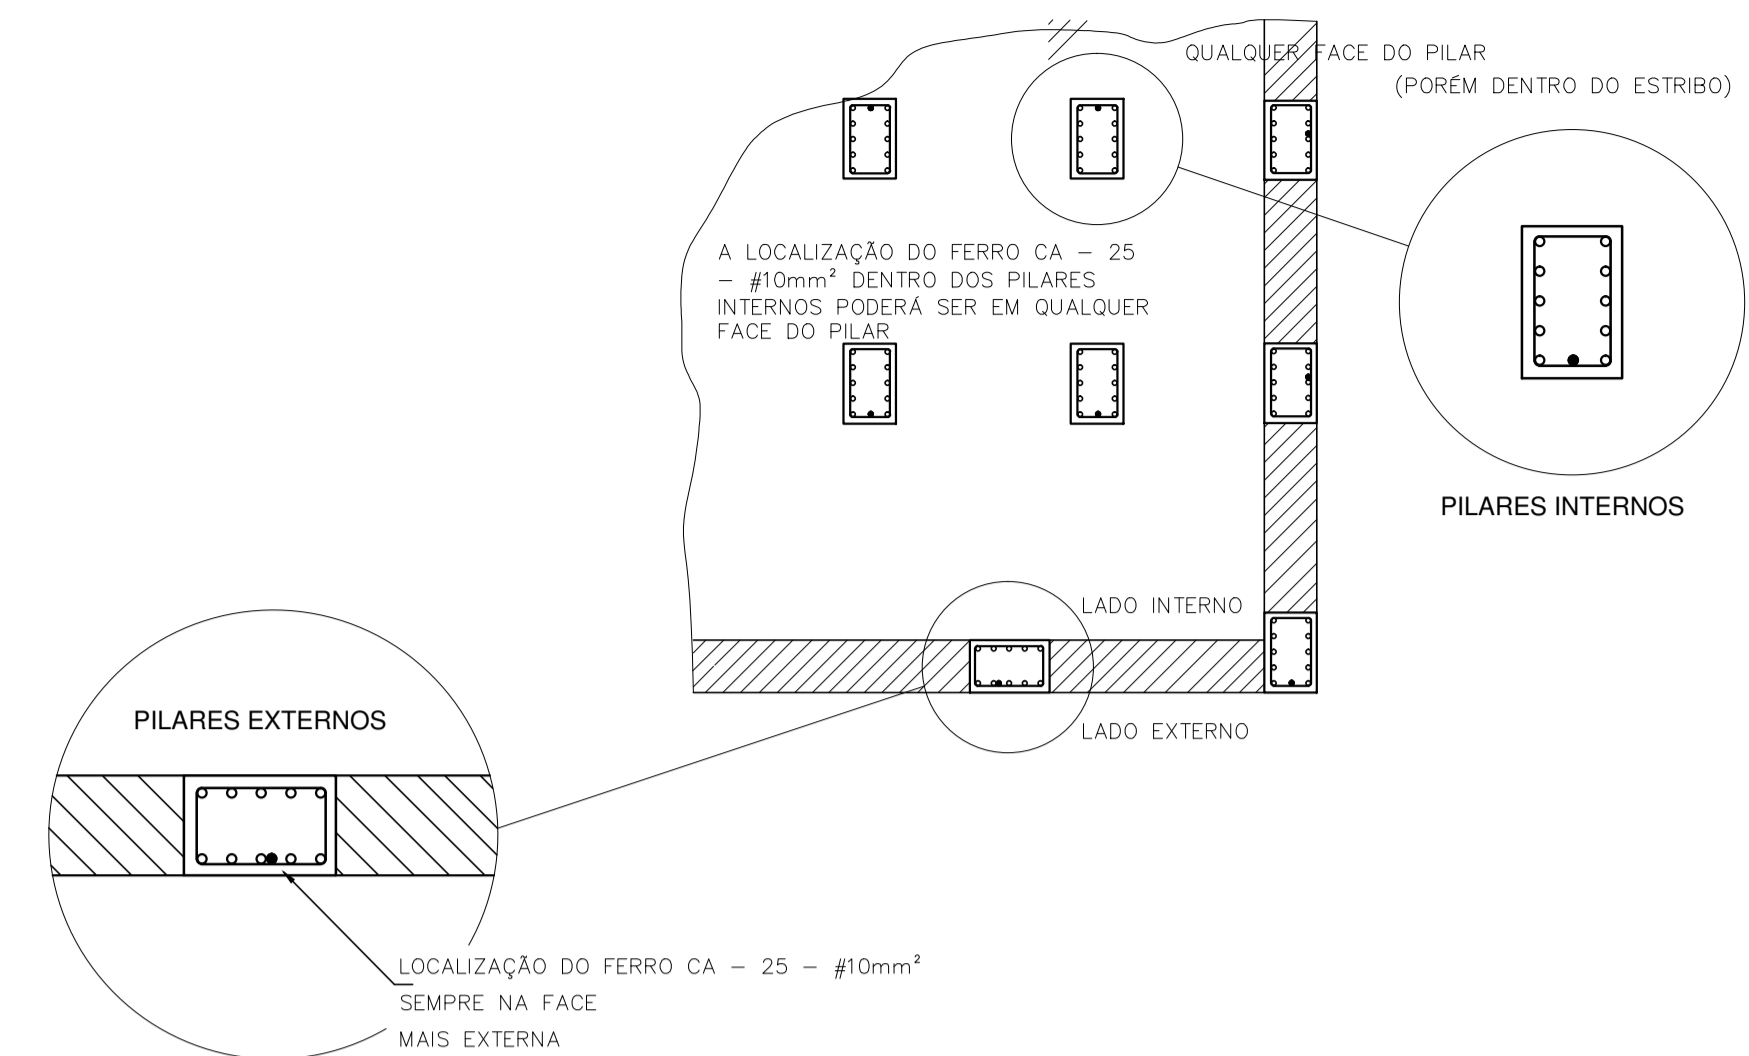 QUALQUER FACE DO PILAR
(PORÉM DENTRO DO ESTRIBO)
A LOCALIZAÇÃO DO FERRO CA – 25
– #10mm² DENTRO DOS PILARES
INTERNOS PODERÁ SER EM QUALQUER
FACE DO PILAR
PILARES INTERNOS
LADO INTERNO
LADO EXTERNO
PILARES EXTERNOS
LOCALIZAÇÃO DO FERRO CA – 25 – #10mm²
SEMPRE NA FACE
MAIS EXTERNA